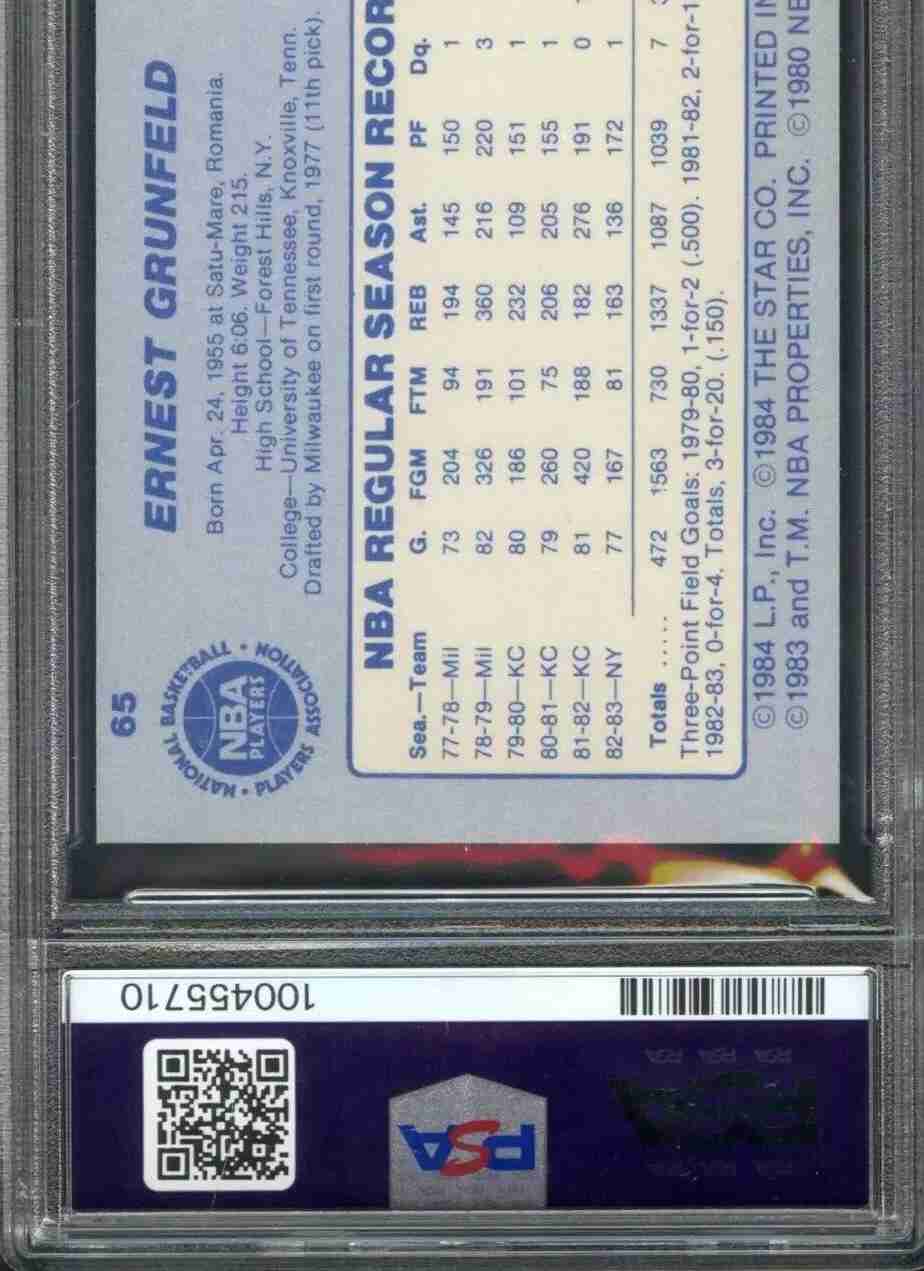 65
ERNEST GRUNFELD
NATIONAL BASKETBALL • PLAYERS ASSOCIATION •
NBA
PLAYERS
Born Apr. 24, 1955 at Satu-Mare, Romania.
Height 6:06. Weight 215.
High School—Forest Hills, N.Y.
College—University of Tennessee, Knoxville, Tenn.
Drafted by Milwaukee on first round, 1977 (11th pick).
NBA REGULAR SEASON RECOR
Sea.—Team G. FGM FTM REB Ast. PF Dq.
77-78—Mil 73 204 94 194 145 150 1
78-79—Mil 82 326 191 360 216 220 3
79-80—KC 80 186 101 232 109 151 1
80-81—KC 79 260 75 206 205 155 1
81-82—KC 81 420 188 182 276 191 0
82-83—NY 77 167 81 163 136 172 1
Totals ..... 472 1563 730 1337 1087 1039 7
Three-Point Field Goals: 1979-80, 1-for-2 (.500). 1981-82, 2-for-1
1982-83, 0-for-4. Totals, 3-for-20. (.150).
©1984 L.P., Inc. ©1984 THE STAR CO. PRINTED IN
©1983 and T.M. NBA PROPERTIES, INC. ©1980 NB
100455710
PSA
PSA
PSA PSA PSA